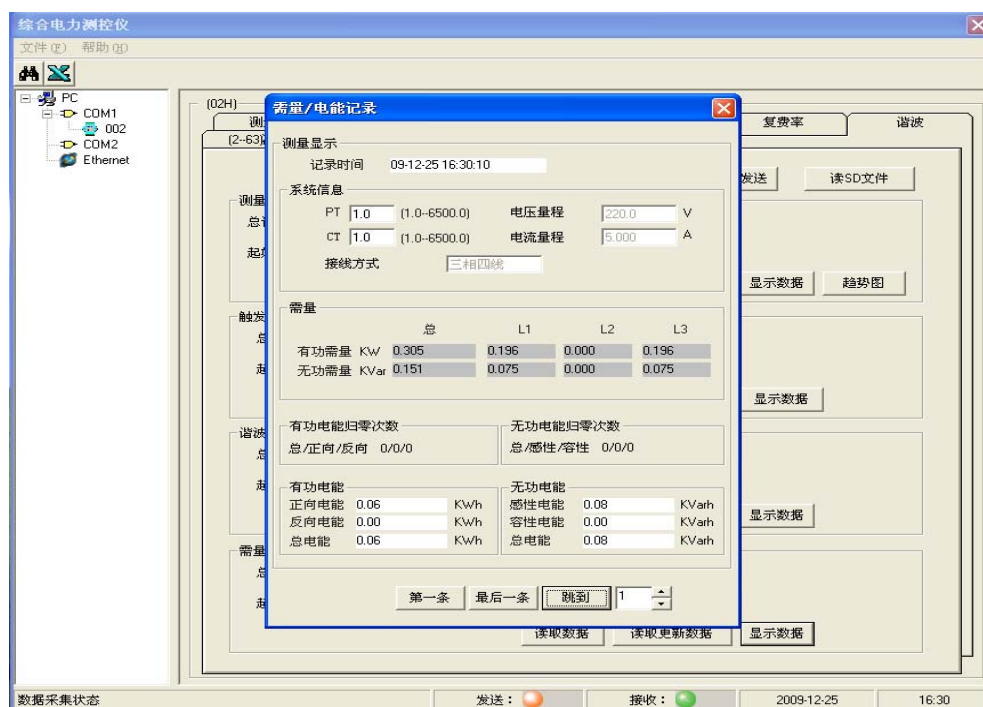 综合电力测控仪
文件(F) 帮助(H)
PC
COM1
002
COM2
Ethernet
(02H)
复费率
谐波
(2--63)
发送
读SD文件
测量
显示数据
趋势图
触发
显示数据
谐波
显示数据
需量
读取数据
读取更新数据
显示数据
需量/电能记录
测量显示
记录时间 09-12-25 16:30:10
系统信息
PT 1.0 (1.0--6500.0) 电压量程 220.0 V
CT 1.0 (1.0--6500.0) 电流量程 5.000 A
接线方式 三相四线
需量
总 L1 L2 L3
有功需量 KW 0.305 0.196 0.000 0.196
无功需量 KVar 0.151 0.075 0.000 0.075
有功电能归零次数
总/正向/反向 0/0/0
无功电能归零次数
总/感性/容性 0/0/0
有功电能
正向电能 0.06 KWh
反向电能 0.00 KWh
总电能 0.06 KWh
无功电能
感性电能 0.08 KVarh
容性电能 0.00 KVarh
总电能 0.08 KVarh
第一条 最后一条 跳到 1
数据采集状态 发送： 接收： 2009-12-25 16:30